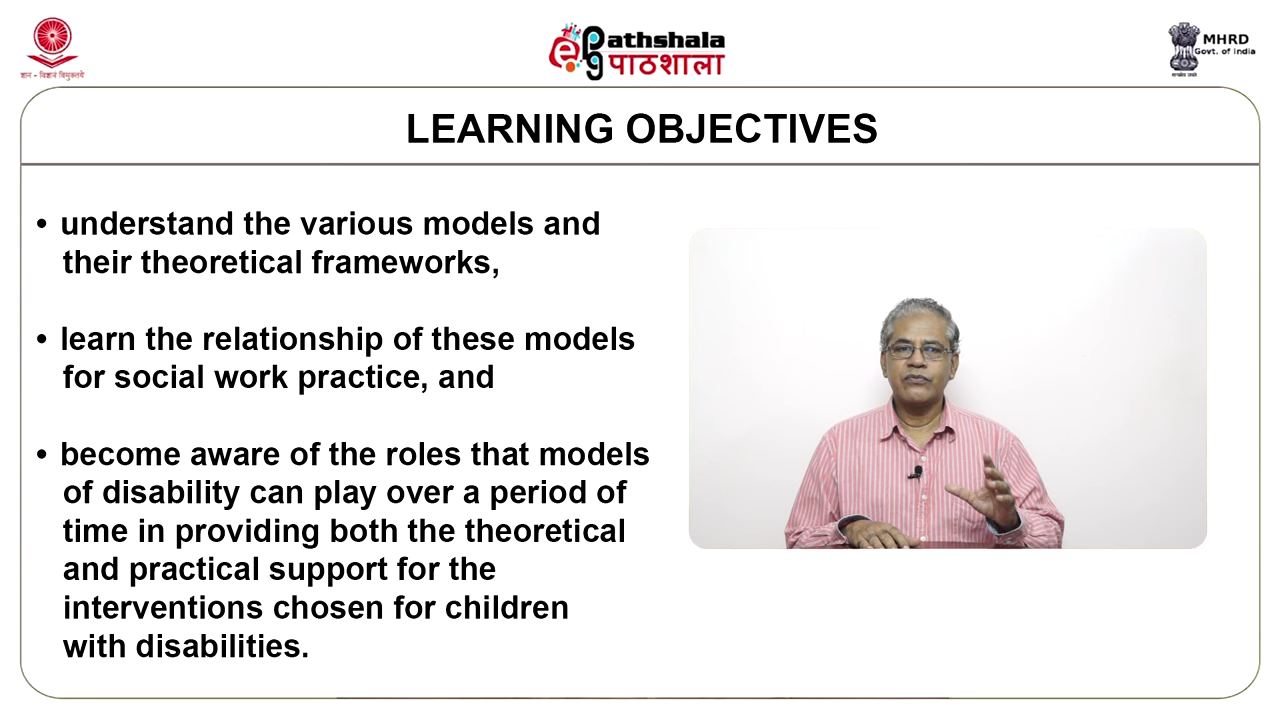 ज्ञान - विज्ञान विमुक्तये
e
pg
athshala
पाठशाला
MHRD
Govt. of India
LEARNING OBJECTIVES
• understand the various models and
their theoretical frameworks,
• learn the relationship of these models
for social work practice, and
• become aware of the roles that models
of disability can play over a period of
time in providing both the theoretical
and practical support for the
interventions chosen for children
with disabilities.